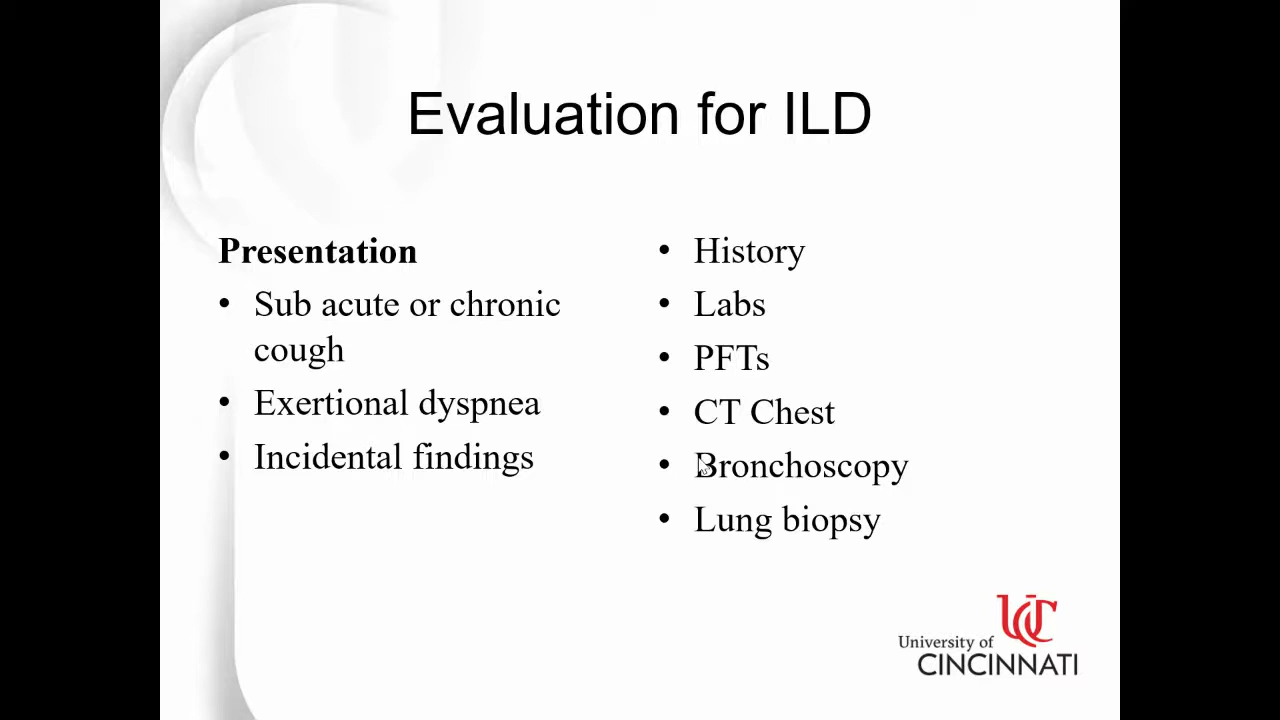 Evaluation for ILD
Presentation
• Sub acute or chronic
cough
• Exertional dyspnea
• Incidental findings
• History
• Labs
• PFTs
• CT Chest
• Bronchoscopy
• Lung biopsy
UC
University of
CINCINNATI